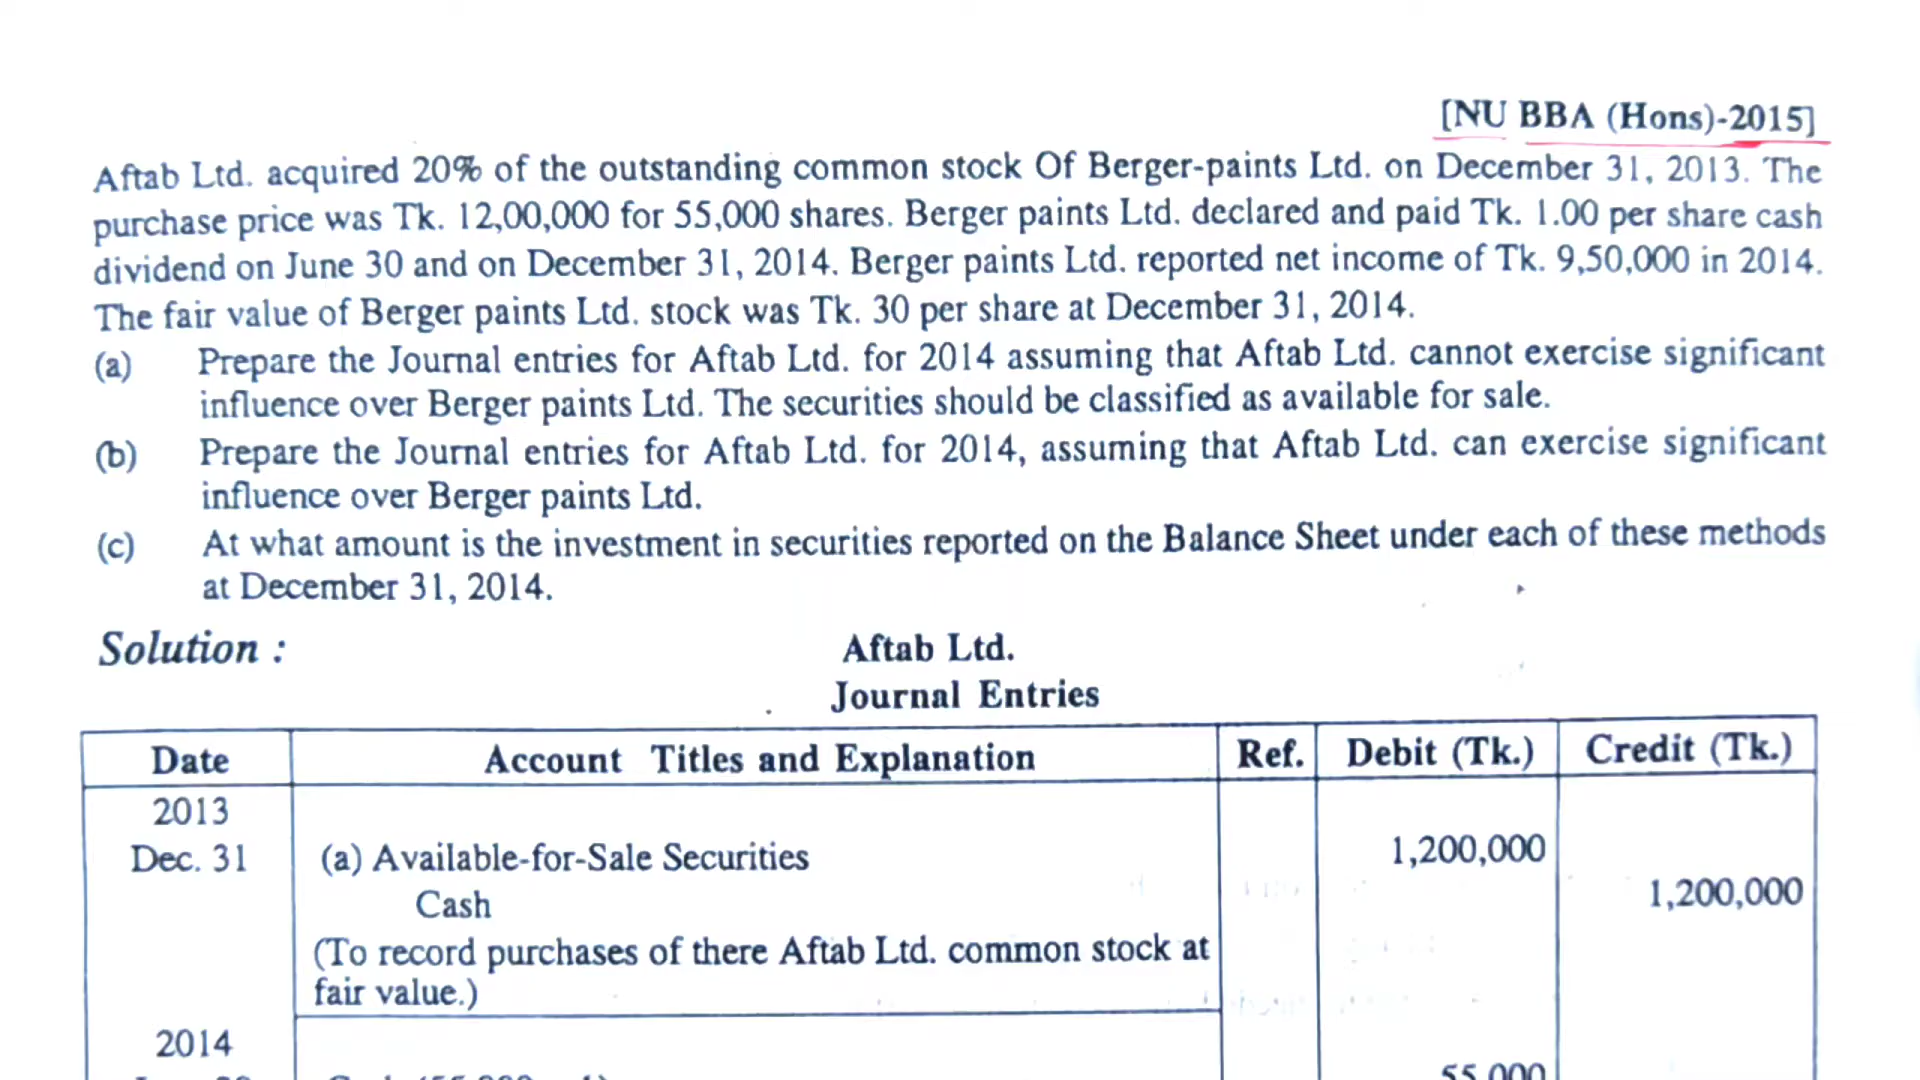 [NU BBA (Hons)-2015]
Aftab Ltd. acquired 20% of the outstanding common stock Of Berger-paints Ltd. on December 31, 2013. The
purchase price was Tk. 12,00,000 for 55,000 shares. Berger paints Ltd. declared and paid Tk. 1.00 per share cash
dividend on June 30 and on December 31, 2014. Berger paints Ltd. reported net income of Tk. 9,50,000 in 2014.
The fair value of Berger paints Ltd. stock was Tk. 30 per share at December 31, 2014.
(a) Prepare the Journal entries for Aftab Ltd. for 2014 assuming that Aftab Ltd. cannot exercise significant
influence over Berger paints Ltd. The securities should be classified as available for sale.
(b) Prepare the Journal entries for Aftab Ltd. for 2014, assuming that Aftab Ltd. can exercise significant
influence over Berger paints Ltd.
(c) At what amount is the investment in securities reported on the Balance Sheet under each of these methods
at December 31, 2014.
Solution : Aftab Ltd.
Journal Entries
Date Account Titles and Explanation Ref. Debit (Tk.) Credit (Tk.)
2013
Dec. 31 (a) Available-for-Sale Securities 1,200,000
Cash 1,200,000
(To record purchases of there Aftab Ltd. common stock at
fair value.)
2014
55,000